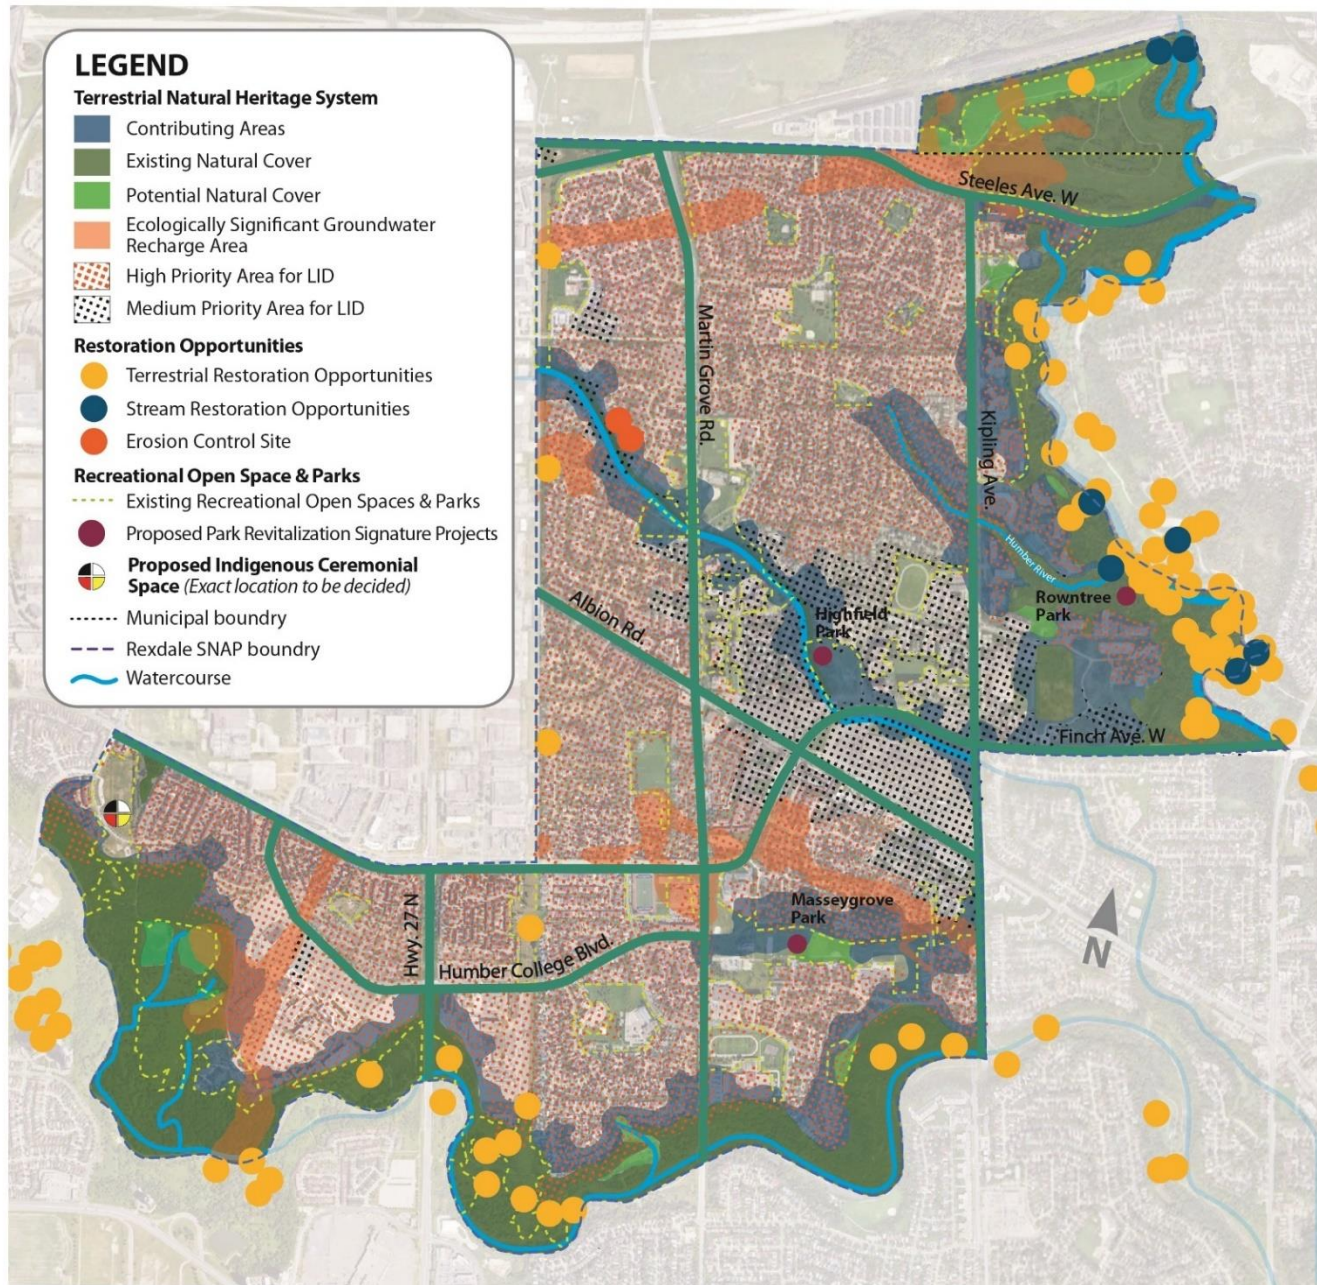 LEGEND
Terrestrial Natural Heritage System
Contributing Areas
Existing Natural Cover
Potential Natural Cover
Ecologically Significant Groundwater
Recharge Area
High Priority Area for LID
Medium Priority Area for LID
Restoration Opportunities
Terrestrial Restoration Opportunities
Stream Restoration Opportunities
Erosion Control Site
Recreational Open Space & Parks
Existing Recreational Open Spaces & Parks
Proposed Park Revitalization Signature Projects
Proposed Indigenous Ceremonial
Space (Exact location to be decided)
Municipal boundry
Rexdale SNAP boundry
Watercourse
Steeles Ave. W
Martin Grove Rd.
Kipling Ave.
Humber River
Rowntree
Park
Albion Rd.
Highfield
Park
Finch Ave. W
Masseygrove
Park
Hwy. 27 N
Humber College Blvd.
N